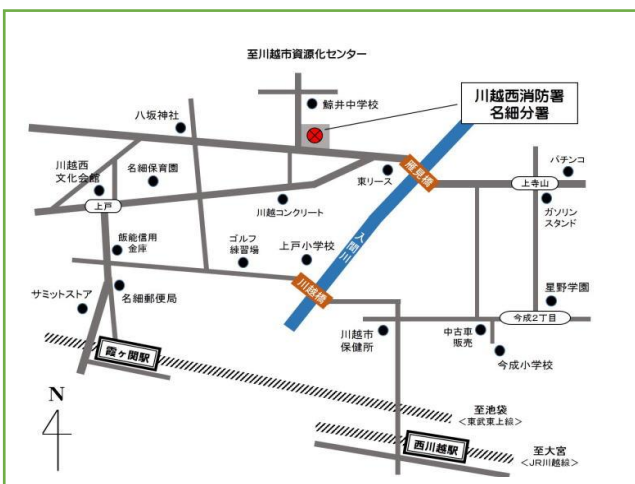 至川越市資源化センター
鯨井中学校
川越西消防署
名細分署
八坂神社
川越西
文化会館
名細保育園
東リース
雁見橋
パチンコ
上寺山
上戸
川越コンクリート
ガソリン
スタンド
飯能信用
金庫
ゴルフ
練習場
上戸小学校
入間川
川越橋
サミットストア
名細郵便局
星野学園
今成2丁目
川越市
保健所
中古車
販売
今成小学校
霞ヶ関駅
N
至池袋
<東武東上線>
西川越駅
至大宮
<JR川越線>